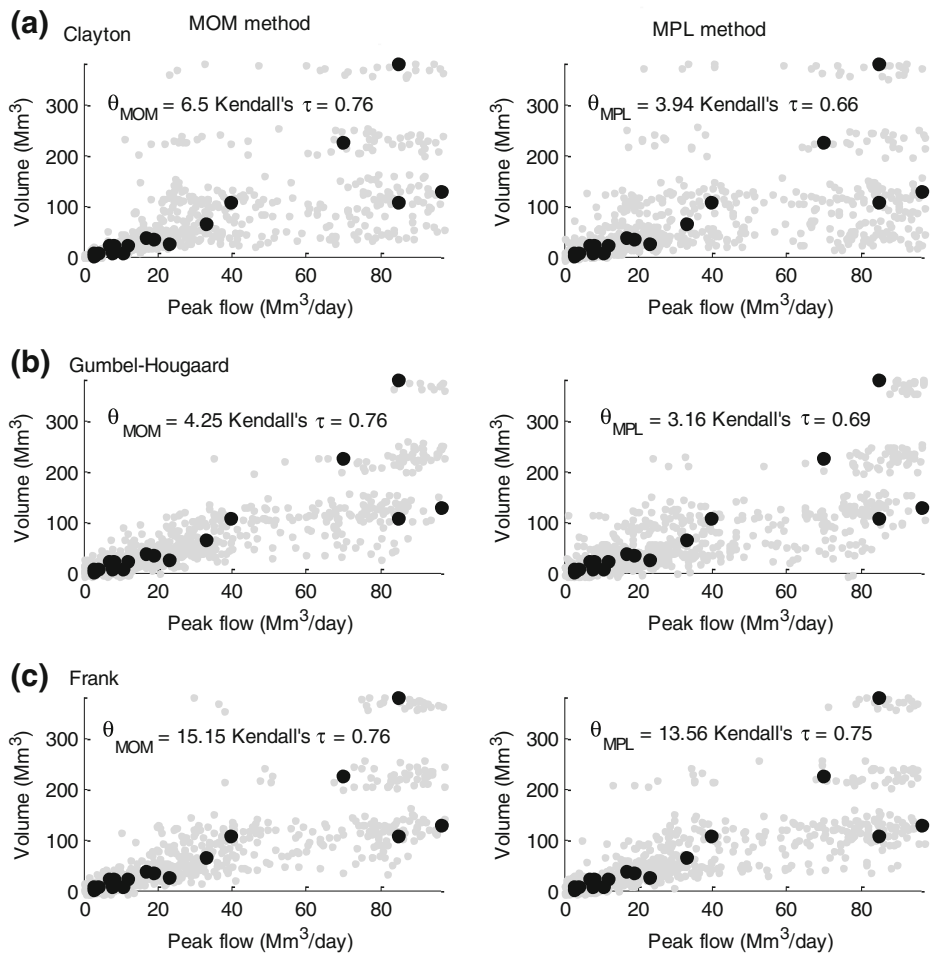 (a) Clayton
MOM method
MPL method
θMOM = 6.5 Kendall's τ = 0.76
Volume (Mm³)
300
200
100
0
0 20 40 60 80
Peak flow (Mm³/day)
θMPL = 3.94 Kendall's τ = 0.66
Volume (Mm³)
300
200
100
0
0 20 40 60 80
Peak flow (Mm³/day)
(b) Gumbel-Hougaard
θMOM = 4.25 Kendall's τ = 0.76
Volume (Mm³)
300
200
100
0
0 20 40 60 80
Peak flow (Mm³/day)
θMPL = 3.16 Kendall's τ = 0.69
Volume (Mm³)
300
200
100
0
0 20 40 60 80
Peak flow (Mm³/day)
(c) Frank
θMOM = 15.15 Kendall's τ = 0.76
Volume (Mm³)
300
200
100
0
0 20 40 60 80
Peak flow (Mm³/day)
θMPL = 13.56 Kendall's τ = 0.75
Volume (Mm³)
300
200
100
0
0 20 40 60 80
Peak flow (Mm³/day)